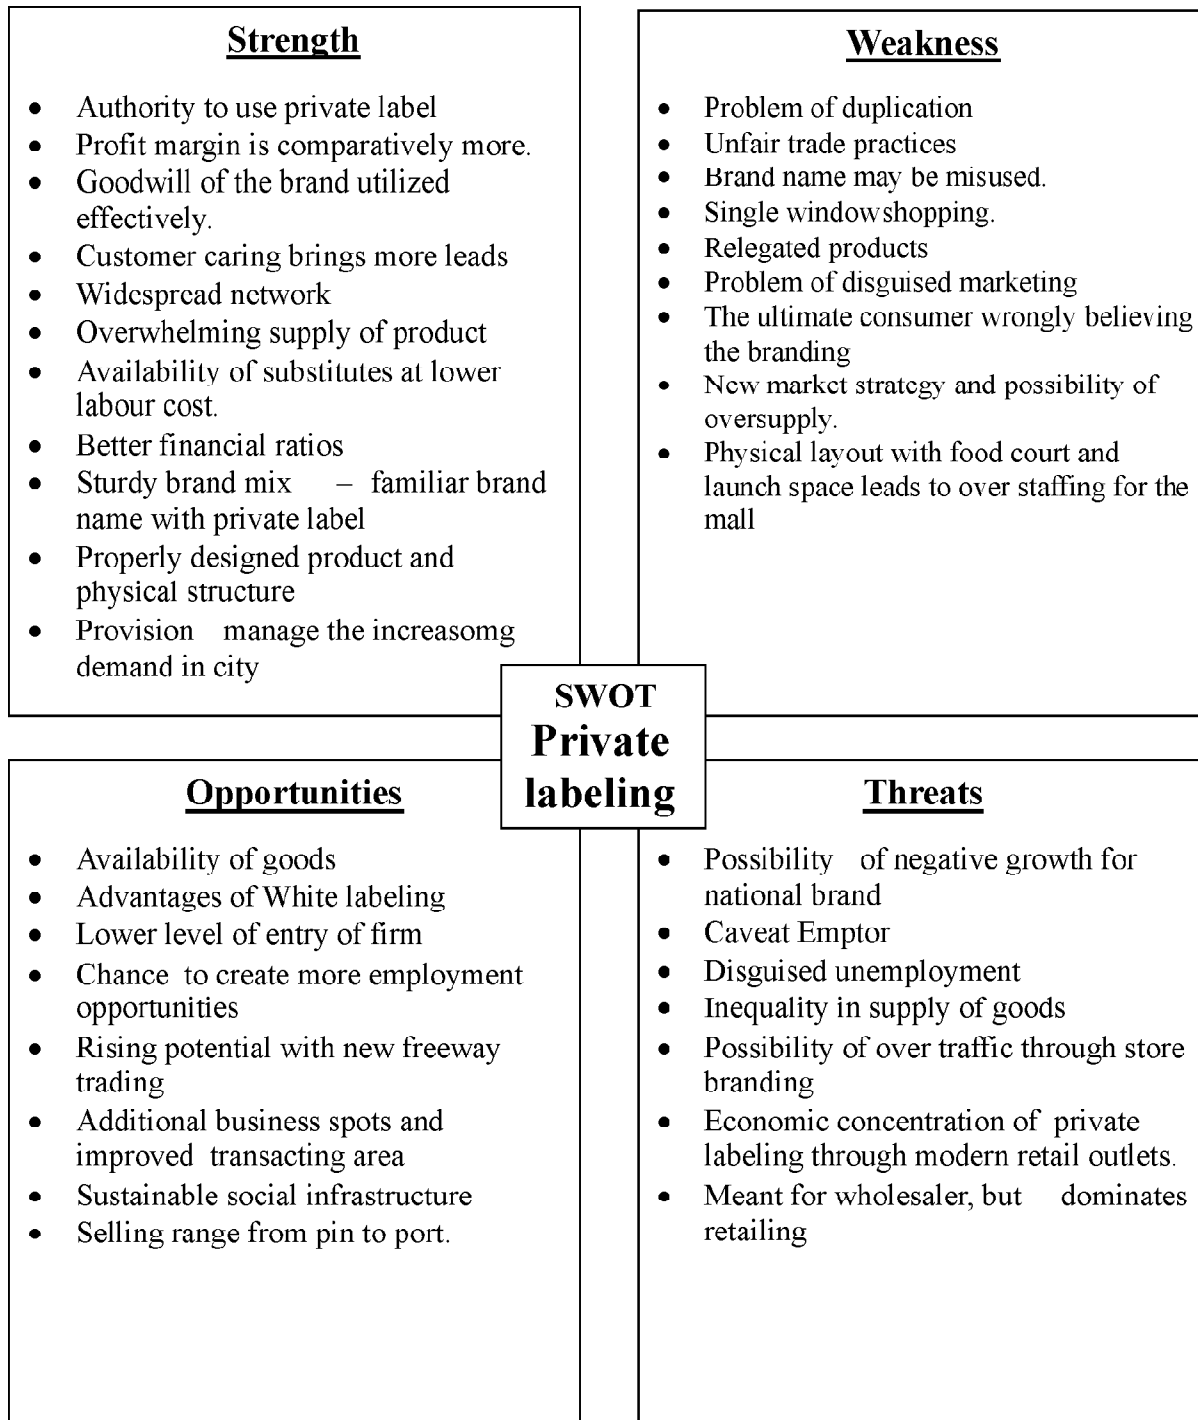 Strength
• Authority to use private label
• Profit margin is comparatively more.
• Goodwill of the brand utilized
effectively.
• Customer caring brings more leads
• Widespread network
• Overwhelming supply of product
• Availability of substitutes at lower
labour cost.
• Better financial ratios
• Sturdy brand mix – familiar brand
name with private label
• Properly designed product and
physical structure
• Provision manage the increasomg
demand in city
Weakness
• Problem of duplication
• Unfair trade practices
• Brand name may be misused.
• Single windowshopping.
• Relegated products
• Problem of disguised marketing
• The ultimate consumer wrongly believing
the branding
• New market strategy and possibility of
oversupply.
• Physical layout with food court and
launch space leads to over staffing for the
mall
SWOT
Private
labeling
Opportunities
• Availability of goods
• Advantages of White labeling
• Lower level of entry of firm
• Chance to create more employment
opportunities
• Rising potential with new freeway
trading
• Additional business spots and
improved transacting area
• Sustainable social infrastructure
• Selling range from pin to port.
Threats
• Possibility of negative growth for
national brand
• Caveat Emptor
• Disguised unemployment
• Inequality in supply of goods
• Possibility of over traffic through store
branding
• Economic concentration of private
labeling through modern retail outlets.
• Meant for wholesaler, but dominates
retailing